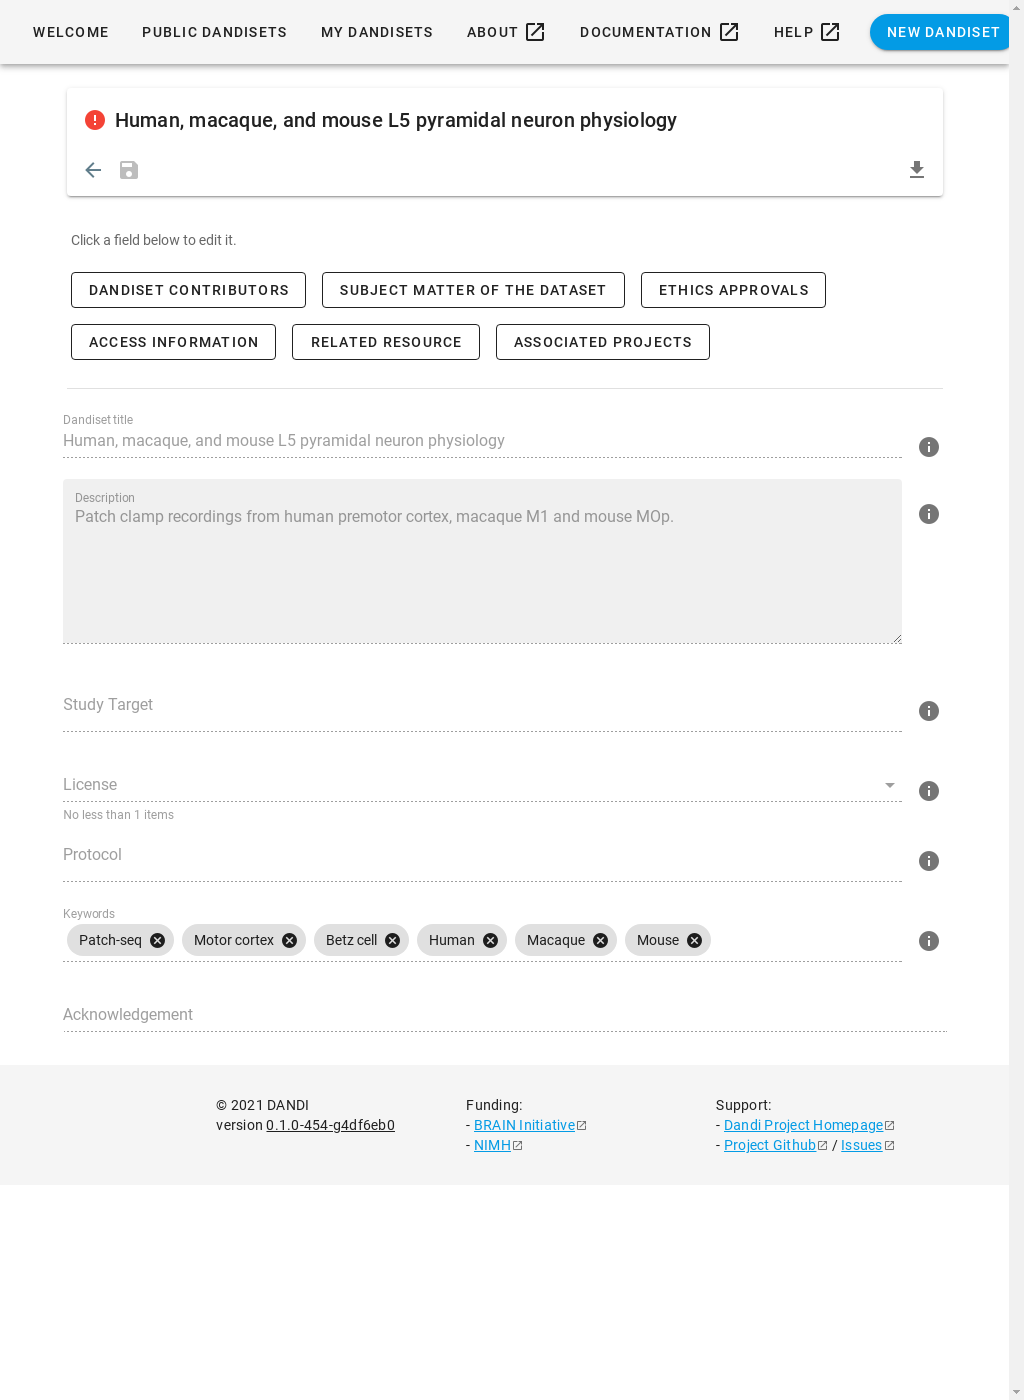 WELCOME PUBLIC DANDISETS MY DANDISETS ABOUT DOCUMENTATION HELP NEW DANDISET
Human, macaque, and mouse L5 pyramidal neuron physiology
Click a field below to edit it.
DANDISET CONTRIBUTORS SUBJECT MATTER OF THE DATASET ETHICS APPROVALS
ACCESS INFORMATION RELATED RESOURCE ASSOCIATED PROJECTS
Dandiset title
Human, macaque, and mouse L5 pyramidal neuron physiology
Description
Patch clamp recordings from human premotor cortex, macaque M1 and mouse MOp.
Study Target
License
No less than 1 items
Protocol
Keywords
Patch-seq Motor cortex Betz cell Human Macaque Mouse
Acknowledgement
© 2021 DANDI Funding: Support:
version 0.1.0-454-g4df6eb0 - BRAIN Initiative - Dandi Project Homepage
- NIMH - Project Github / Issues